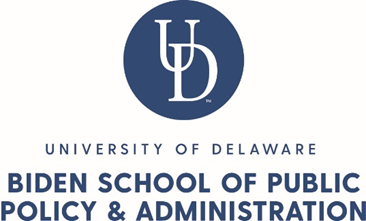 UD
UNIVERSITY OF DELAWARE
BIDEN SCHOOL OF PUBLIC
POLICY & ADMINISTRATION